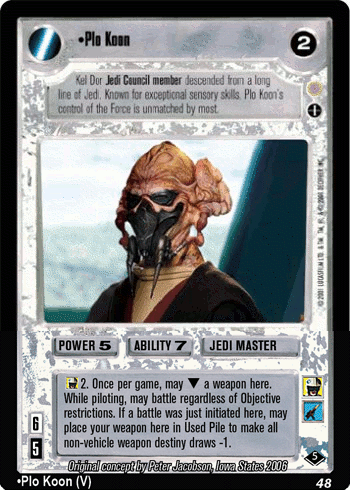 •Plo Koon
2
Kel Dor Jedi Council member descended from a long
line of Jedi. Known for exceptional sensory skills. Plo Koon's
control of the Force is unmatched by most.
POWER 5 ABILITY 7 JEDI MASTER
2. Once per game, may ▼ a weapon here.
While piloting, may battle regardless of Objective
restrictions. If a battle was just initiated here, may
place your weapon here in Used Pile to make all
non-vehicle weapon destiny draws -1.
6
5
5
Original concept by Peter Jacobson, Iowa States 2006
•Plo Koon (V) 48